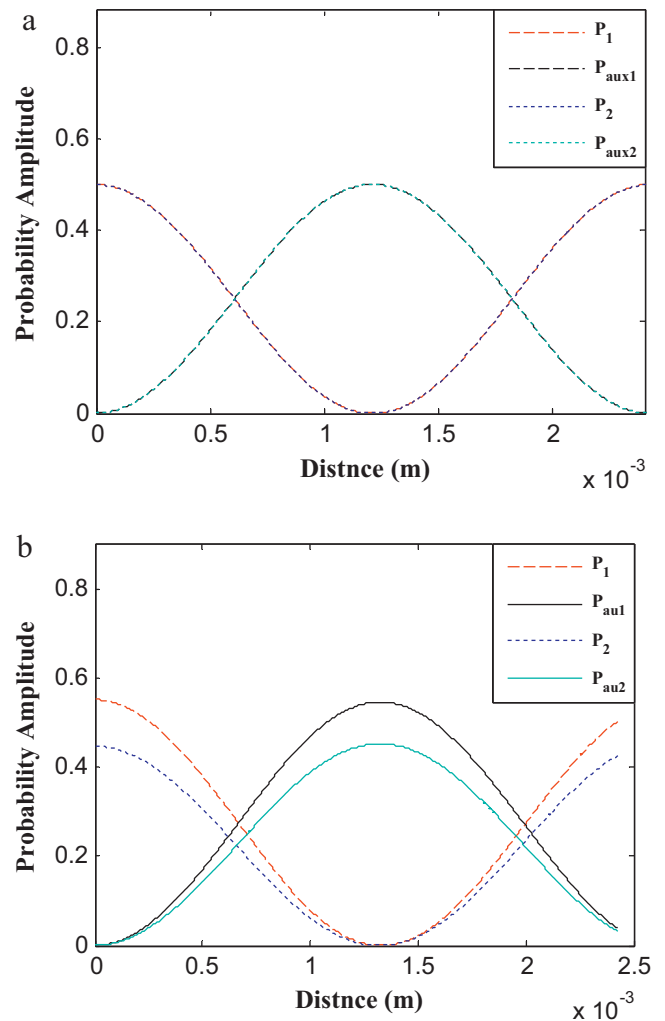 a
Probability Amplitude
0.8
0.6
0.4
0.2
0
P1
Paux1
P2
Paux2
0 0.5 1 1.5 2
Distnce (m)
x 10-3
b
Probability Amplitude
0.8
0.6
0.4
0.2
0
P1
Pau1
P2
Pau2
0 0.5 1 1.5 2 2.5
Distnce (m)
x 10-3